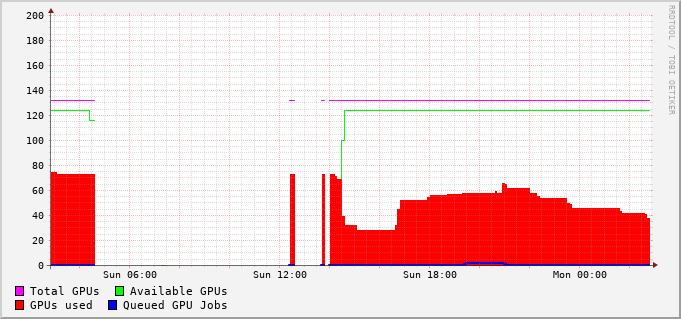 200
180
160
140
120
100
80
60
40
20
0
Sun 06:00 Sun 12:00 Sun 18:00 Mon 00:00
Total GPUs Available GPUs
GPUs used Queued GPU Jobs
RRDTOOL / TOBI OETIKER